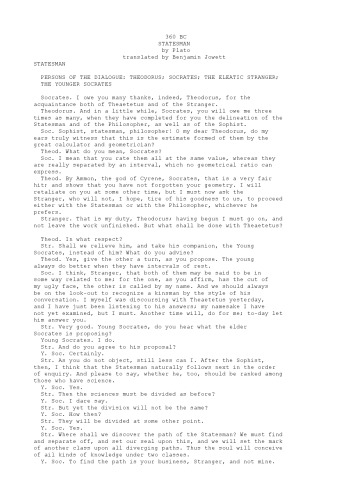 360 BC
STATESMAN
by Plato
translated by Benjamin Jowett
STATESMAN
PERSONS OF THE DIALOGUE: THEODORUS; SOCRATES; THE ELEATIC STRANGER;
THE YOUNGER SOCRATES
Socrates. I owe you many thanks, indeed, Theodorus, for the
acquaintance both of Theaetetus and of the Stranger.
Theodorus. And in a little while, Socrates, you will owe me three
times as many, when they have completed for you the delineation of the
Statesman and of the Philosopher, as well as of the Sophist.
Soc. Sophist, statesman, philosopher! O my dear Theodorus, do my
ears truly witness that this is the estimate formed of them by the
great calculator and geometrician?
Theod. What do you mean, Socrates?
Soc. I mean that you rate them all at the same value, whereas they
are really separated by an interval, which no geometrical ratio can
express.
Theod. By Ammon, the god of Cyrene, Socrates, that is a very fair
hit; and shows that you have not forgotten your geometry. I will
retaliate on you at some other time, but I must now ask the
Stranger, who will not, I hope, tire of his goodness to us, to proceed
either with the Statesman or with the Philosopher, whichever he
prefers.
Stranger. That is my duty, Theodorus; having begun I must go on, and
not leave the work unfinished. But what shall be done with Theaetetus?
Theod. In what respect?
Str. Shall we relieve him, and take his companion, the Young
Socrates, instead of him? What do you advise?
Theod. Yes, give the other a turn, as you propose. The young
always do better when they have intervals of rest.
Soc. I think, Stranger, that both of them may be said to be in
some way related to me; for the one, as you affirm, has the cut of
my ugly face, the other is called by my name. And we should always
be on the look-out to recognize a kinsman by the style of his
conversation. I myself was discoursing with Theaetetus yesterday,
and I have just been listening to his answers; my namesake I have
not yet examined, but I must. Another time will do, for me; to-day let
him answer you.
Str. Very good. Young Socrates, do you hear what the elder
Socrates is proposing?
Young Socrates. I do.
Str. And do you agree to his proposal?
Y. Soc. Certainly.
Str. As you do not object, still less can I. After the Sophist,
then, I think that the Statesman naturally follows next in the order
of enquiry. And please to say, whether he, too, should be ranked among
those who have science.
Y. Soc. Yes.
Str. Then the sciences must be divided as before?
Y. Soc. I dare say.
Str. But yet the division will not be the same?
Y. Soc. How then?
Str. They will be divided at some other point.
Y. Soc. Yes.
Str. Where shall we discover the path of the Statesman? We must find
and separate off, and set our seal upon this, and we will set the mark
of another class upon all diverging paths. Thus the soul will conceive
of all kinds of knowledge under two classes.
Y. Soc. To find the path is your business, Stranger, and not mine.